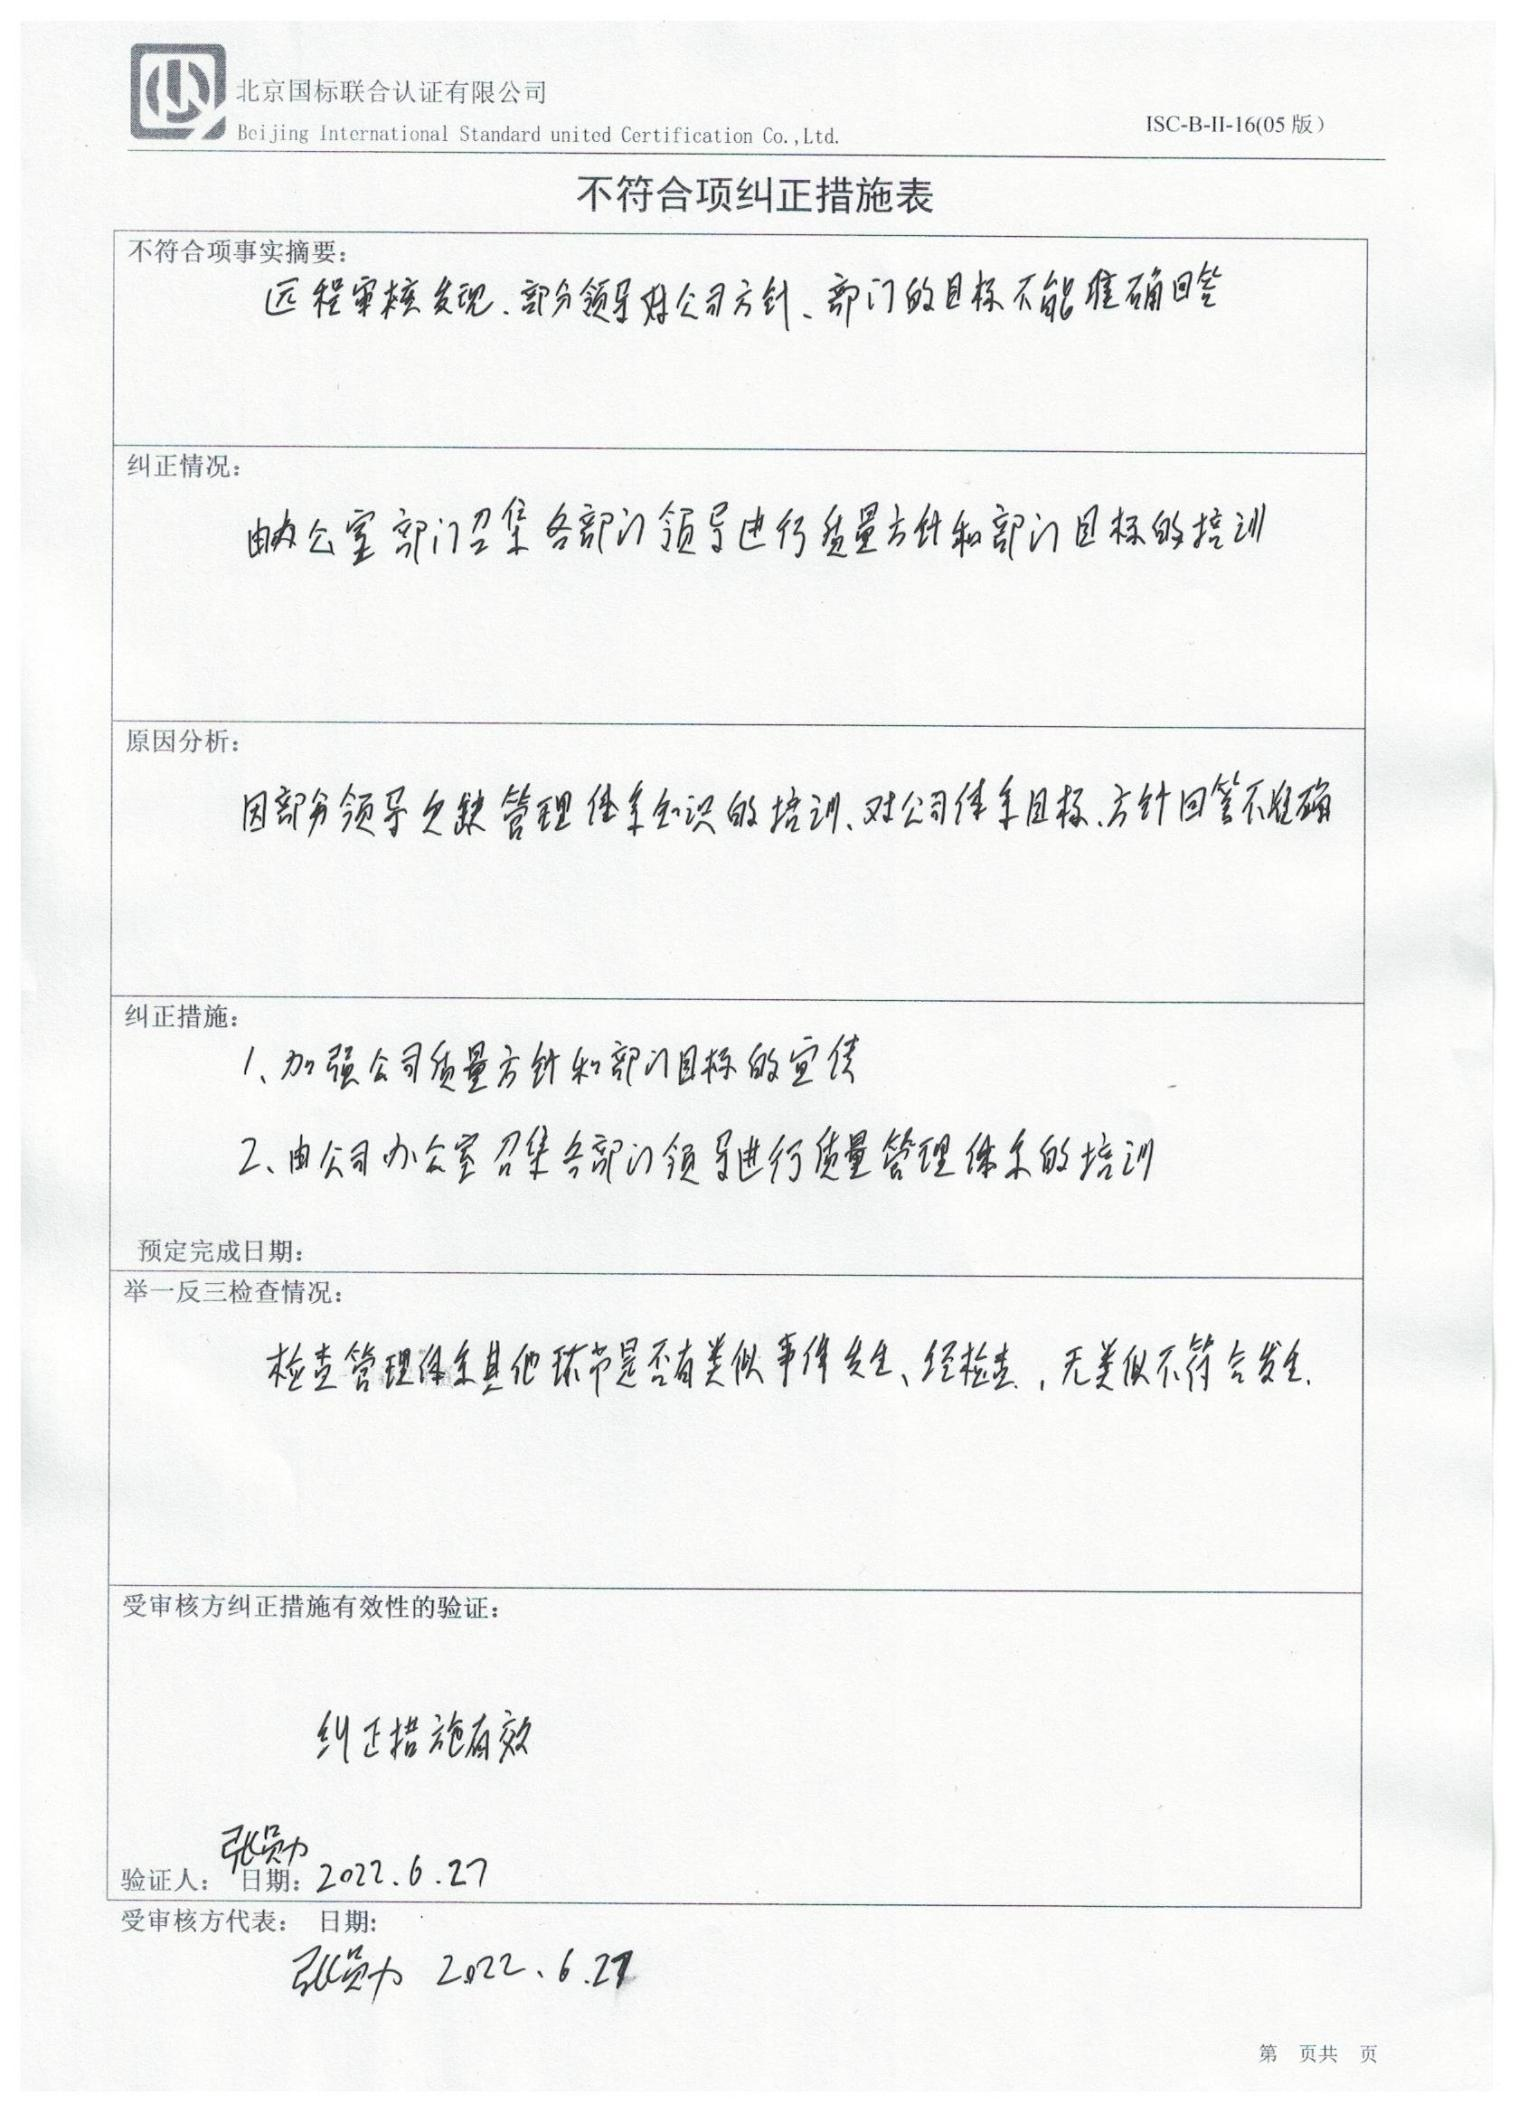 北京国标联合认证有限公司
Beijing International Standard united Certification Co.,Ltd.
ISC-B-II-16(05 版)
不符合项纠正措施表
不符合项事实摘要：
远程审核发现、部分领导对公司方针、部门的目标不能准确回答
纠正情况：
由办公室部门召集各部门领导进行质量方针和部门目标的培训
原因分析：
因部分领导欠缺管理体系知识的培训、对公司体系目标、方针回答不准确
纠正措施：
1、加强公司质量方针和部门目标的宣传
2、由公司办公室召集各部门领导进行质量管理体系的培训
预定完成日期：
举一反三检查情况：
检查管理体系其他环节是否有类似事件发生、经检查，无类似不符合发生.
受审核方纠正措施有效性的验证：
纠正措施有效
验证人： 张勋 日期：2022.6.27
受审核方代表： 日期:
张勋 2022.6.27
第 页共 页